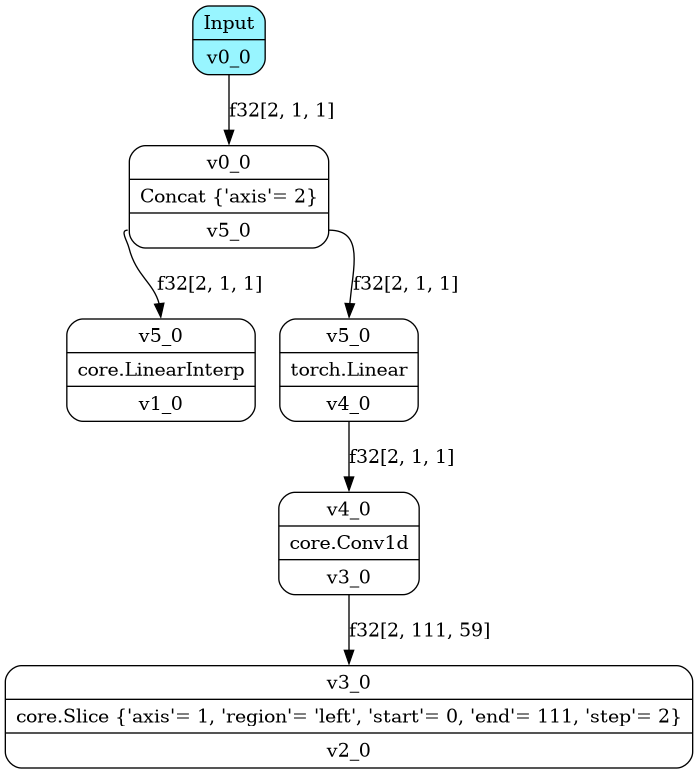 Input
v0_0
f32[2, 1, 1]
v0_0
Concat {'axis'= 2}
v5_0
f32[2, 1, 1]
f32[2, 1, 1]
v5_0
core.LinearInterp
v1_0
v5_0
torch.Linear
v4_0
f32[2, 1, 1]
v4_0
core.Conv1d
v3_0
f32[2, 111, 59]
v3_0
core.Slice {'axis'= 1, 'region'= 'left', 'start'= 0, 'end'= 111, 'step'= 2}
v2_0